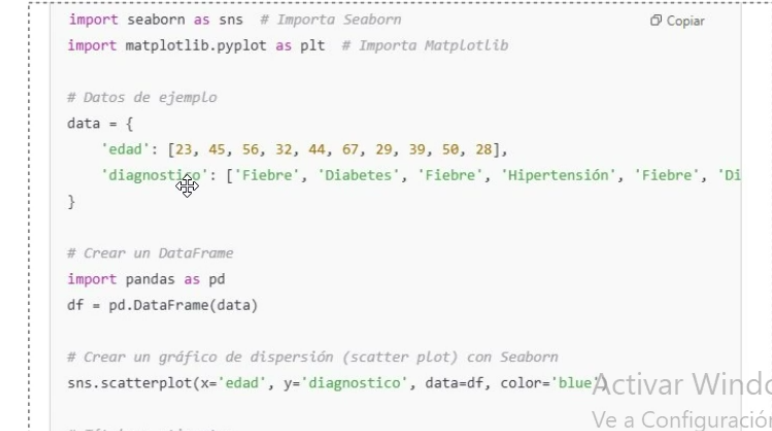 import seaborn as sns  # Importa Seaborn
Copiar
import matplotlib.pyplot as plt  # Importa Matplotlib
# Datos de ejemplo
data = {
    'edad': [23, 45, 56, 32, 44, 67, 29, 39, 50, 28],
    'diagnostico': ['Fiebre', 'Diabetes', 'Fiebre', 'Hipertensión', 'Fiebre', 'Di
}
# Crear un DataFrame
import pandas as pd
df = pd.DataFrame(data)
# Crear un gráfico de dispersión (scatter plot) con Seaborn
sns.scatterplot(x='edad', y='diagnostico', data=df, color='blue')
Activar Windo
Ve a Configuración